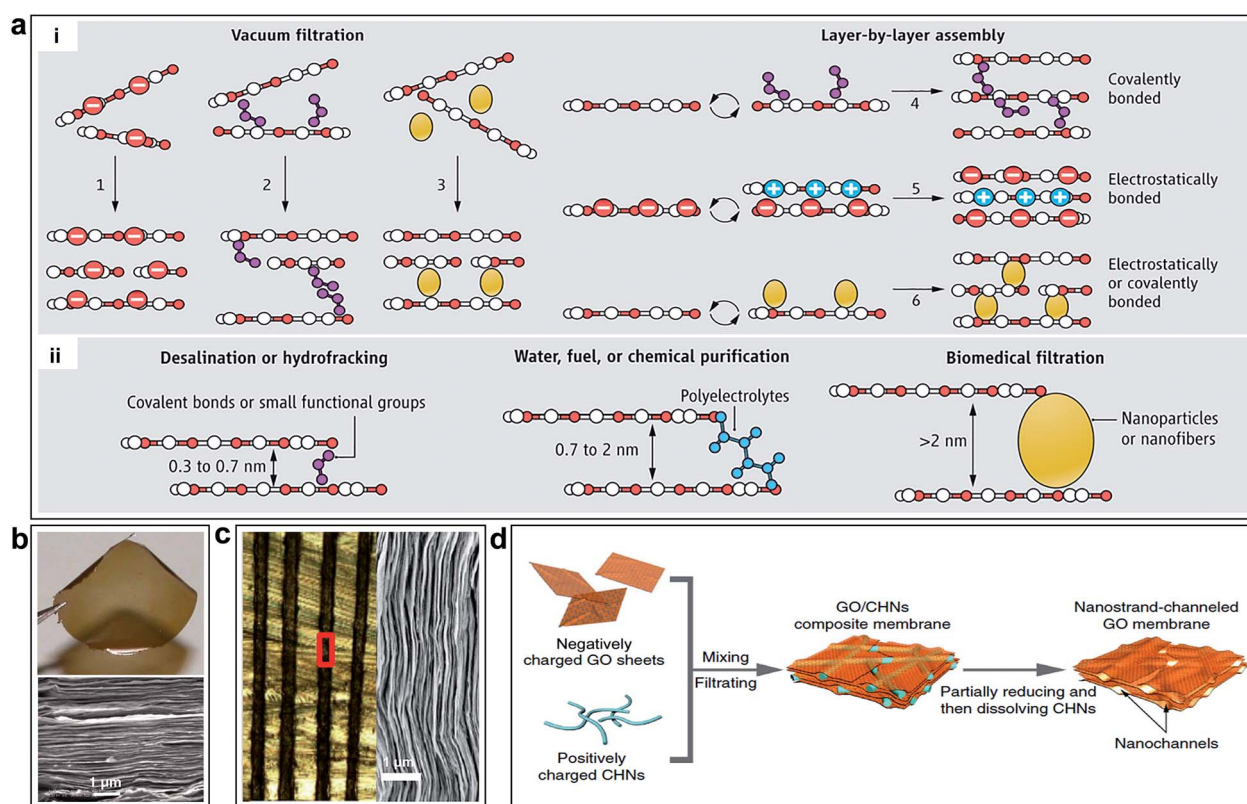 a
i
Vacuum filtration
Layer-by-layer assembly
1
2
3
4
Covalently
bonded
5
Electrostatically
bonded
6
Electrostatically
or covalently
bonded
ii
Desalination or hydrofracking
Covalent bonds or small functional groups
0.3 to 0.7 nm
Water, fuel, or chemical purification
Polyelectrolytes
0.7 to 2 nm
Biomedical filtration
>2 nm
Nanoparticles
or nanofibers
b
1 μm
c
1 μm
d
Negatively
charged GO sheets
Positively
charged CHNs
Mixing
Filtrating
GO/CHNs
composite membrane
Partially reducing and
then dissolving CHNs
Nanostrand-channeled
GO membrane
Nanochannels